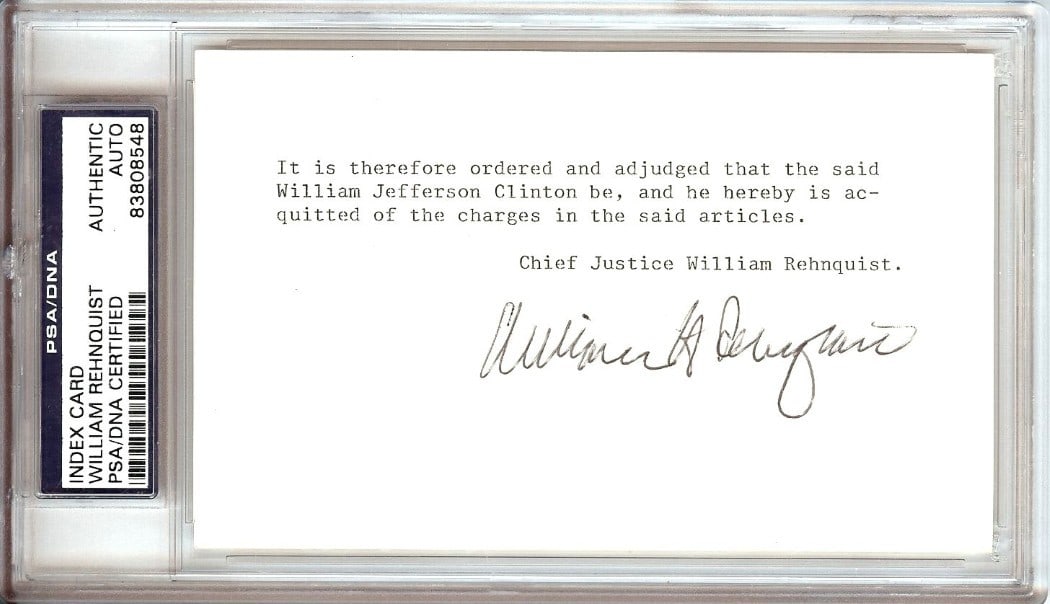 PSA/DNA
INDEX CARD
WILLIAM REHNQUIST
PSA/DNA CERTIFIED
AUTHENTIC
AUTO
83808548
It is therefore ordered and adjudged that the said
William Jefferson Clinton be, and he hereby is ac-
quitted of the charges in the said articles.
Chief Justice William Rehnquist.
William H Rehnquist